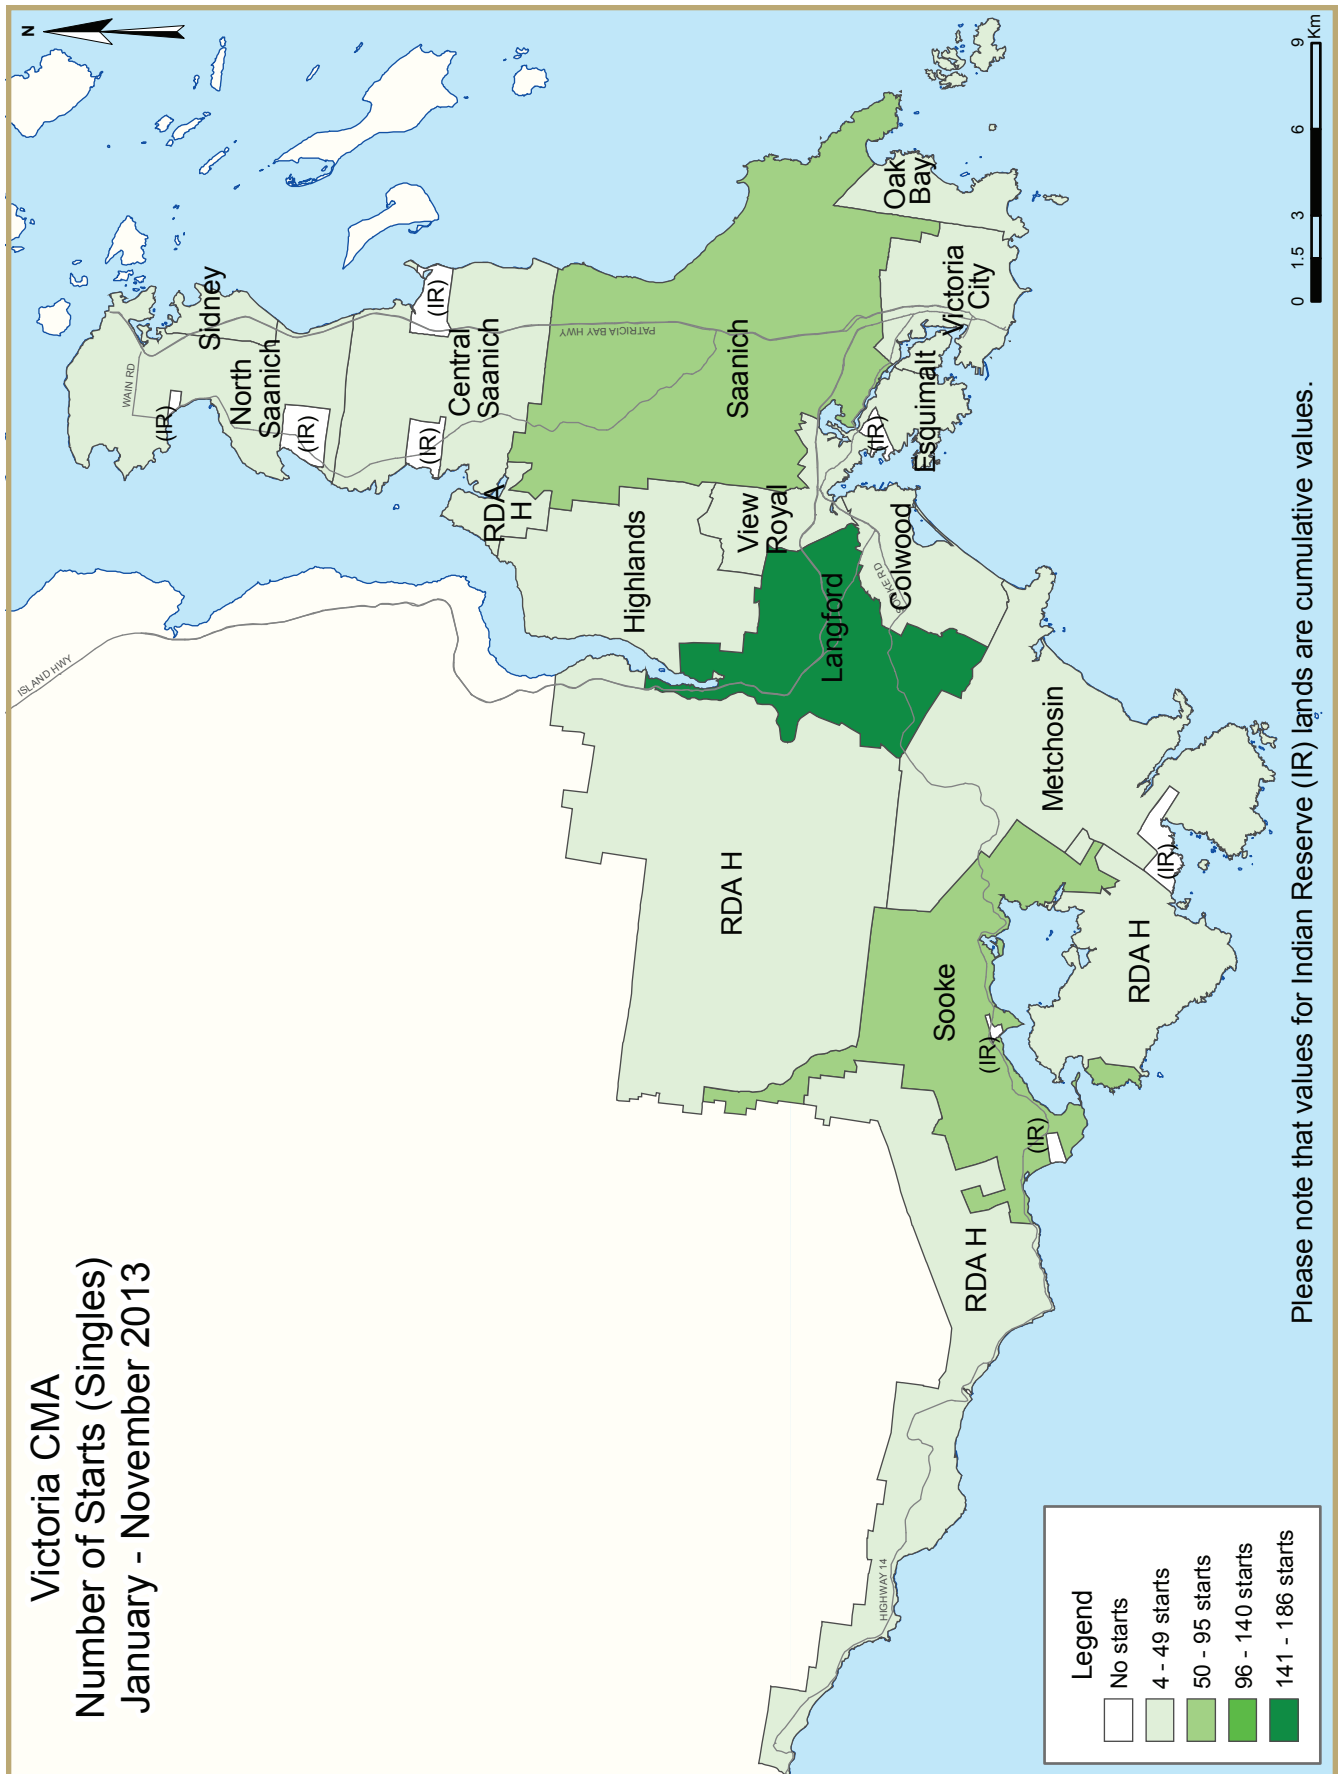 Victoria CMA
Number of Starts (Singles)
January - November 2013
N
ISLAND HWY
WAIN RD
(IR)
North
Saanich
Sidney
(IR)
(IR)
Central
Saanich
(IR)
PATRICIA BAY HWY
RDA
H
Highlands
Saanich
View
Royal
Langford
Colwood
(IR)
Esquimalt
Victoria
City
Oak
Bay
RDA H
Metchosin
Sooke
(IR)
(IR)
(IR)
RDA H
RDA H
HIGHWAY 14
Legend
No starts
4 - 49 starts
50 - 95 starts
96 - 140 starts
141 - 186 starts
0 1.5 3 6 9
Km
Please note that values for Indian Reserve (IR) lands are cumulative values.